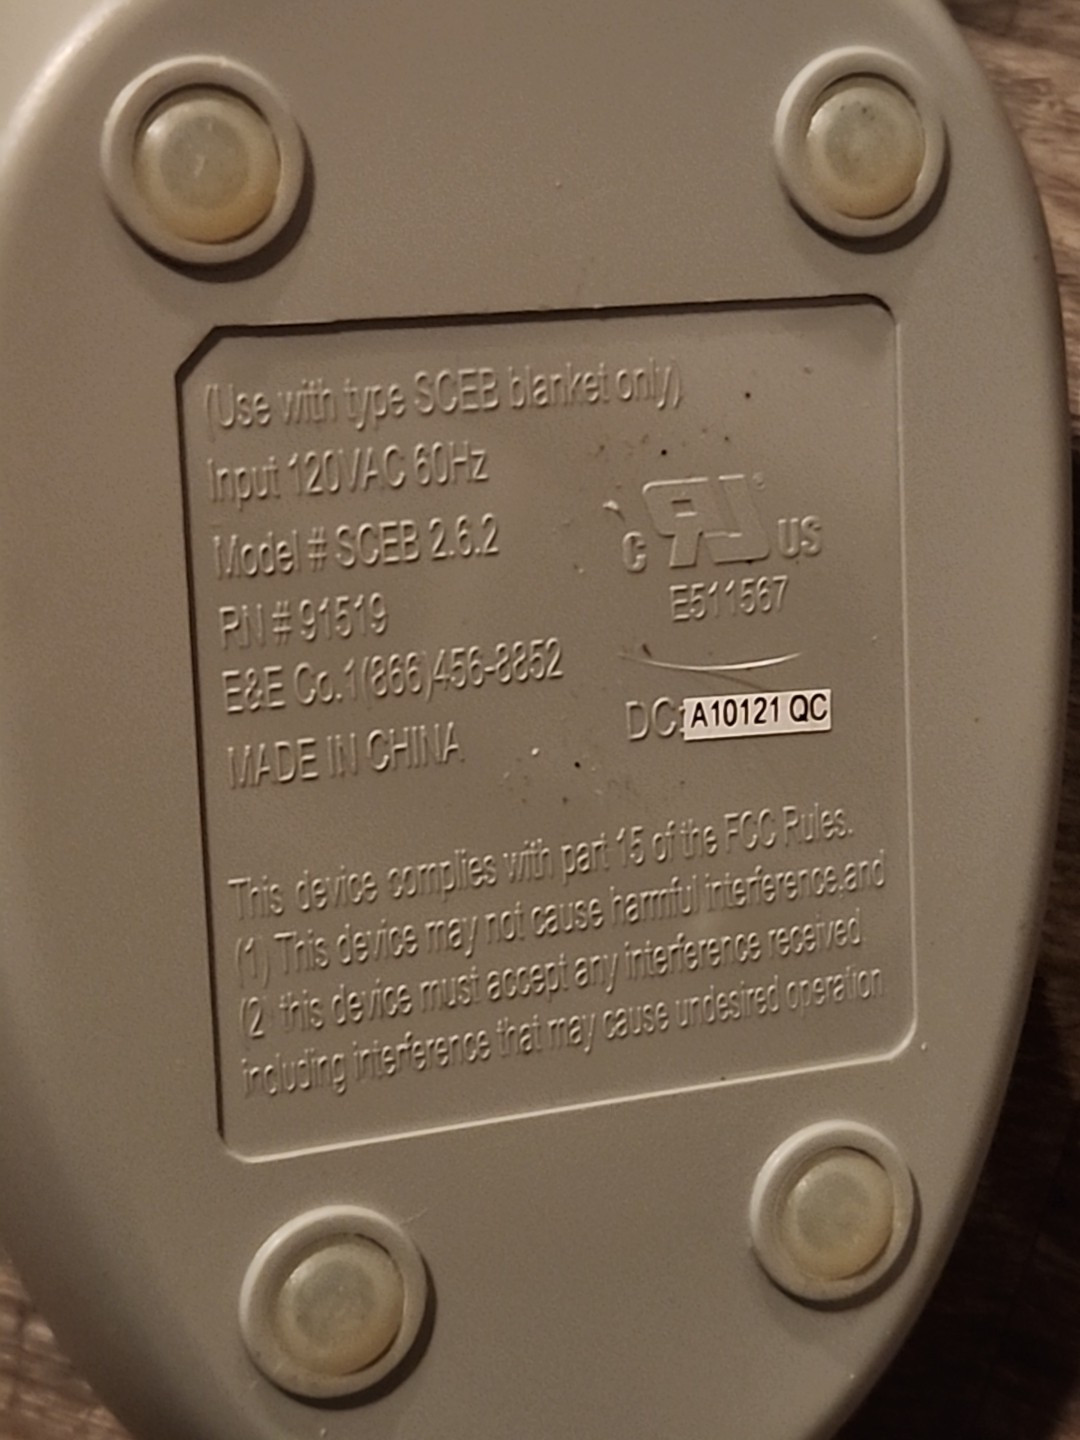 (Use with type SCEB blanket only)
Input 120VAC 60Hz
Model # SCEB 2.6.2
RN # 91519
E&E Co.1(866)456-8852
MADE IN CHINA
c RU ® US
E511567
DC: A10121 QC
This device complies with part 15 of the FCC Rules.
(1) This device may not cause harmful interference,and
(2) this device must accept any interference received
including interference that may cause undesired operation